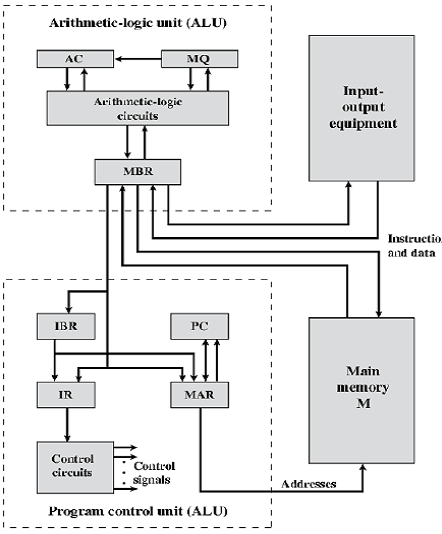 Arithmetic-logic unit (ALU)
AC
MQ
Arithmetic-logic
circuits
MBR
Input-
output
equipment
Instructio
and data
IBR
PC
IR
MAR
Main
memory
M
Control
circuits
Control
signals
Addresses
Program control unit (ALU)